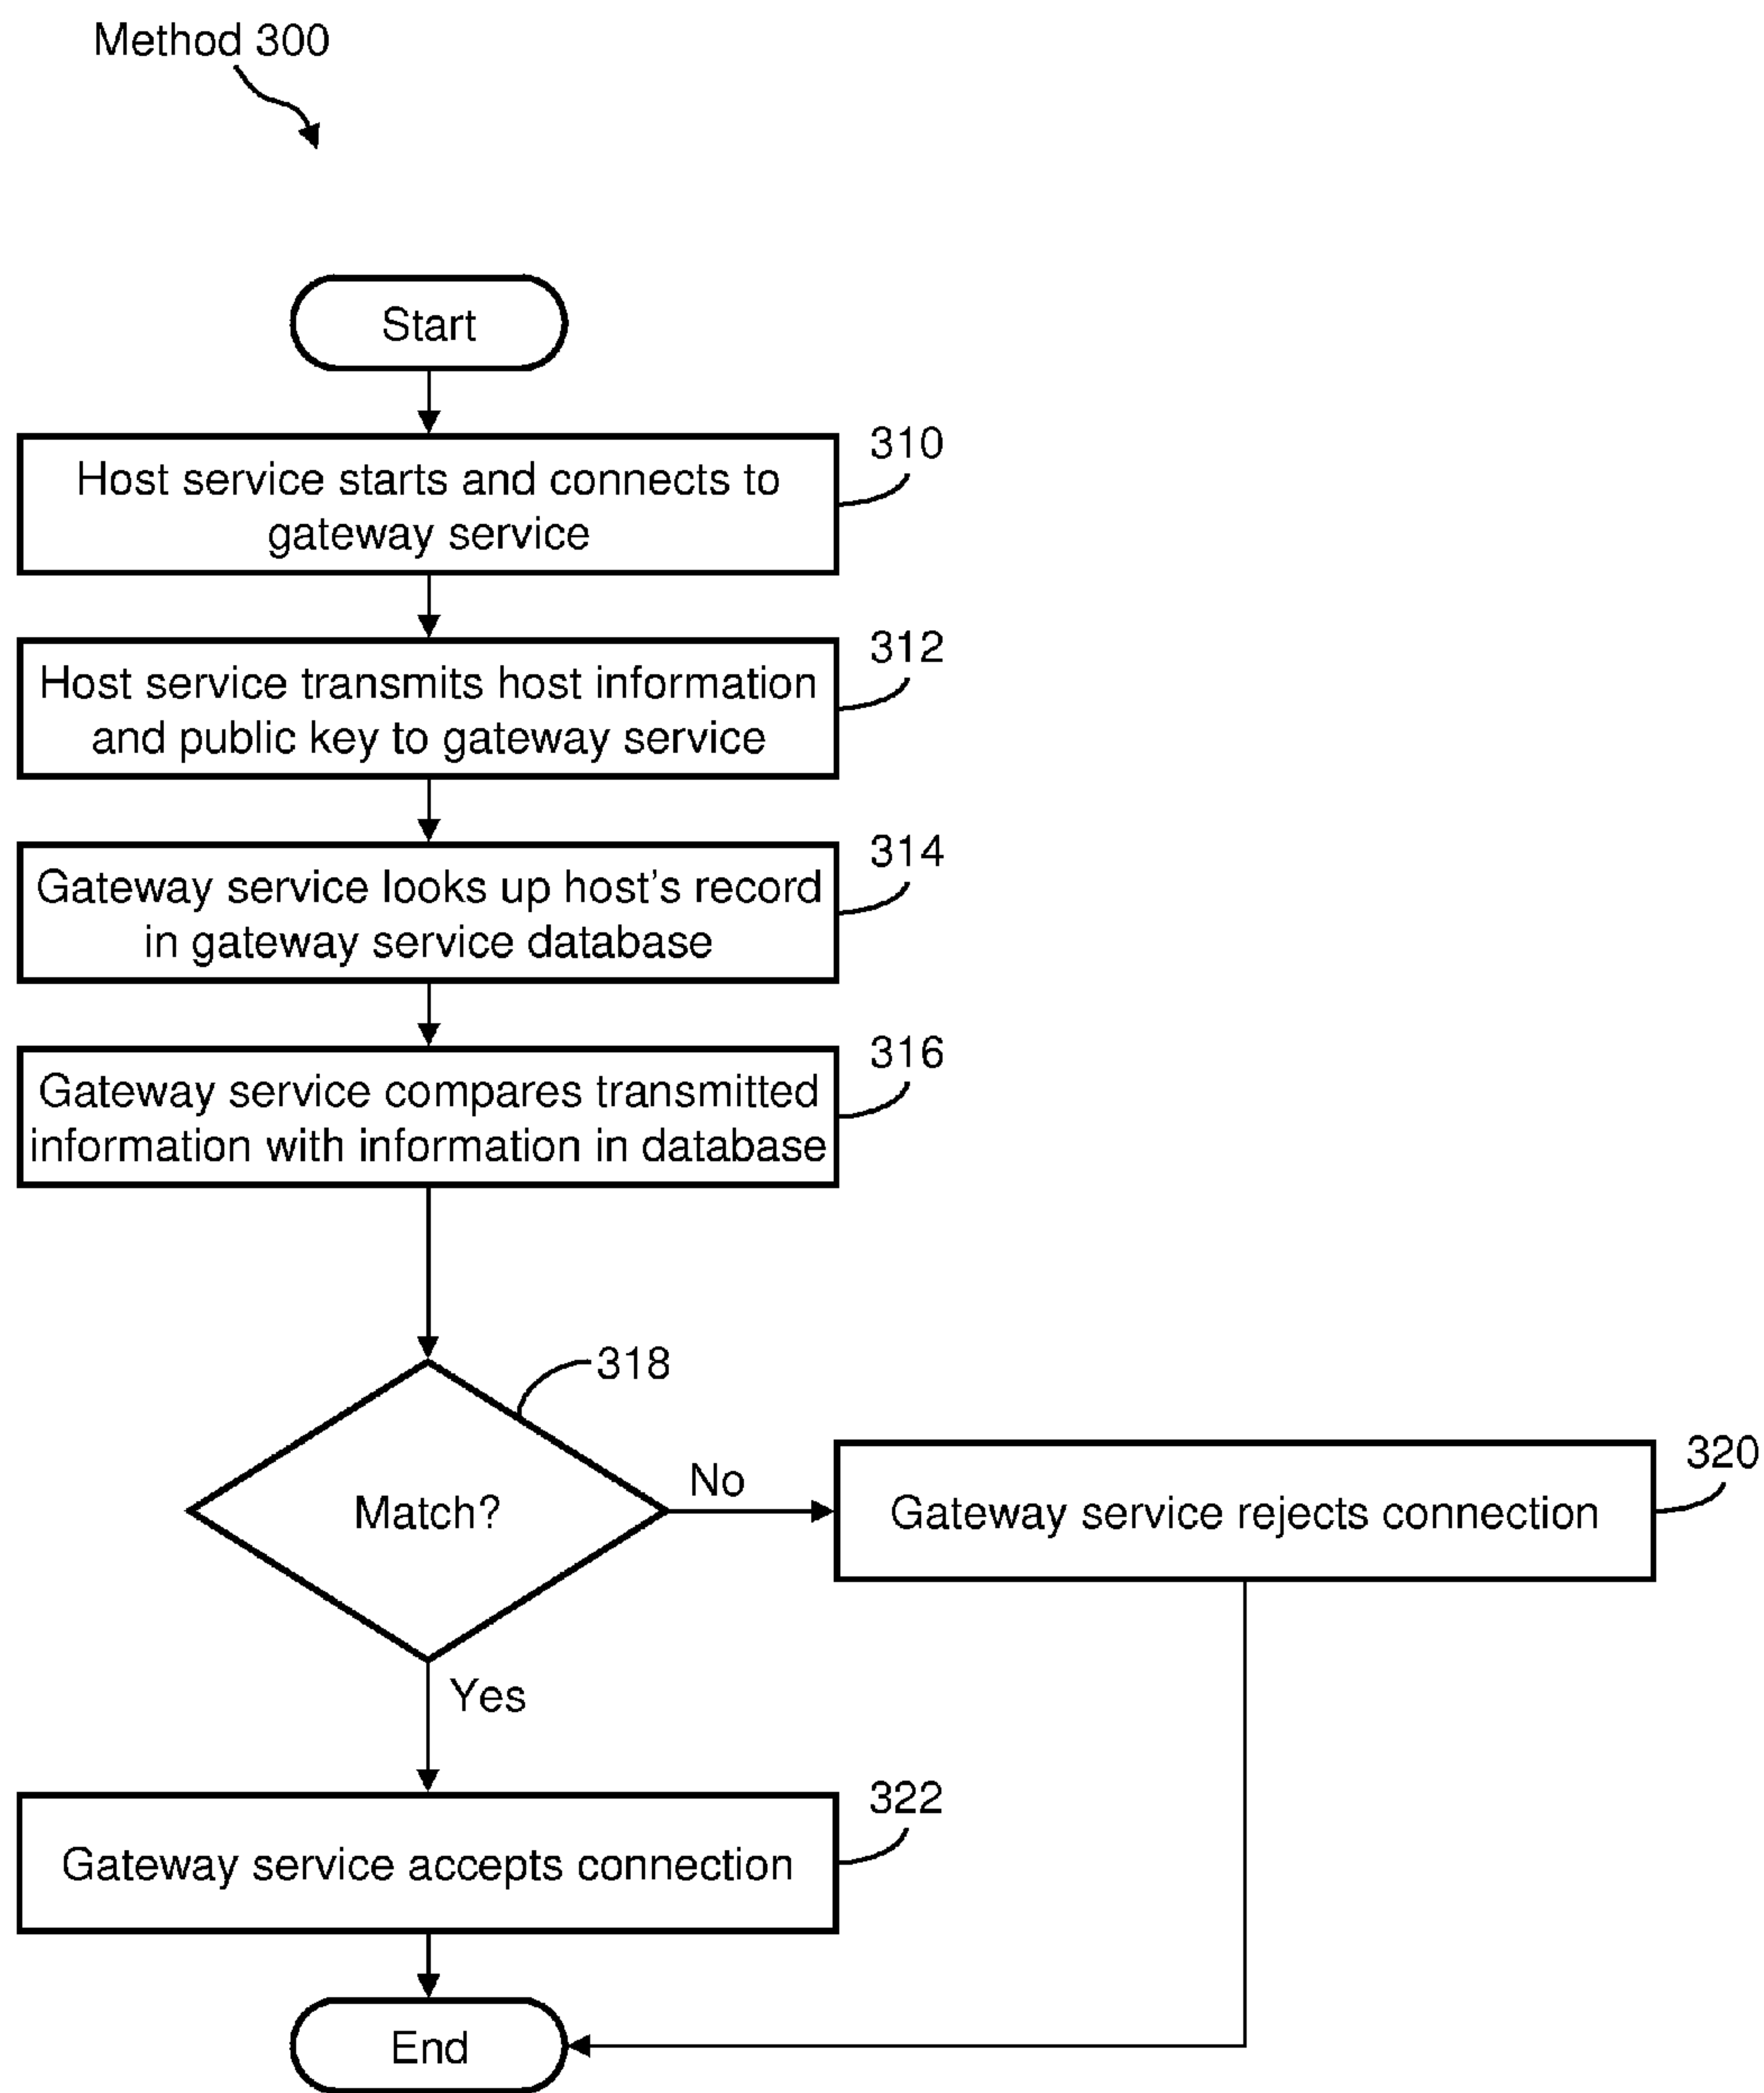 Method 300
Start
310
Host service starts and connects to
gateway service
312
Host service transmits host information
and public key to gateway service
314
Gateway service looks up host's record
in gateway service database
316
Gateway service compares transmitted
information with information in database
318
Match?
No
320
Gateway service rejects connection
Yes
322
Gateway service accepts connection
End